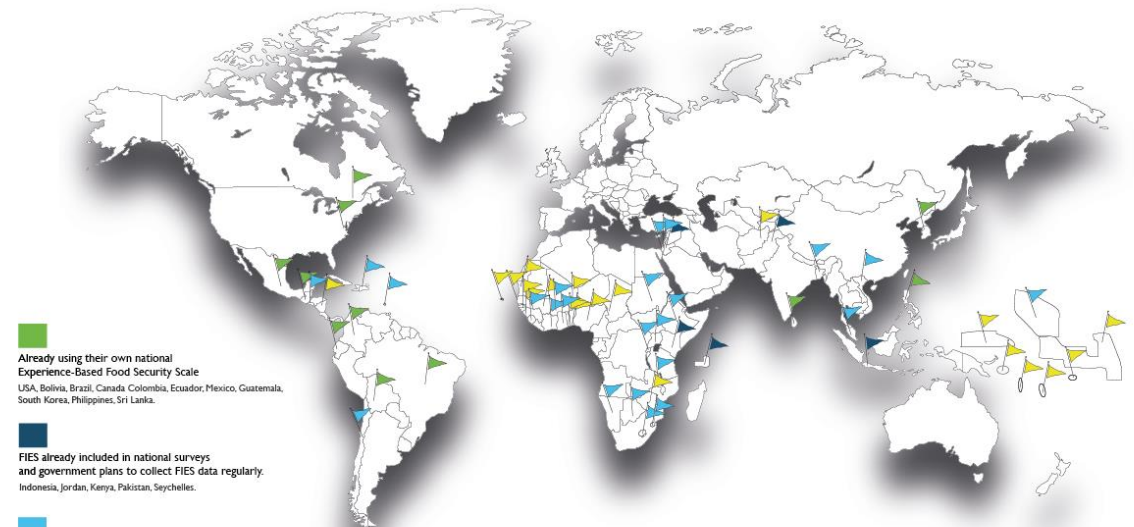 Already using their own national
Experience-Based Food Security Scale
USA, Bolivia, Brazil, Canada Colombia, Ecuador, Mexico, Guatemala,
South Korea, Philippines, Sri Lanka.
FIES already included in national surveys
and government plans to collect FIES data regularly.
Indonesia, Jordan, Kenya, Pakistan, Seychelles.